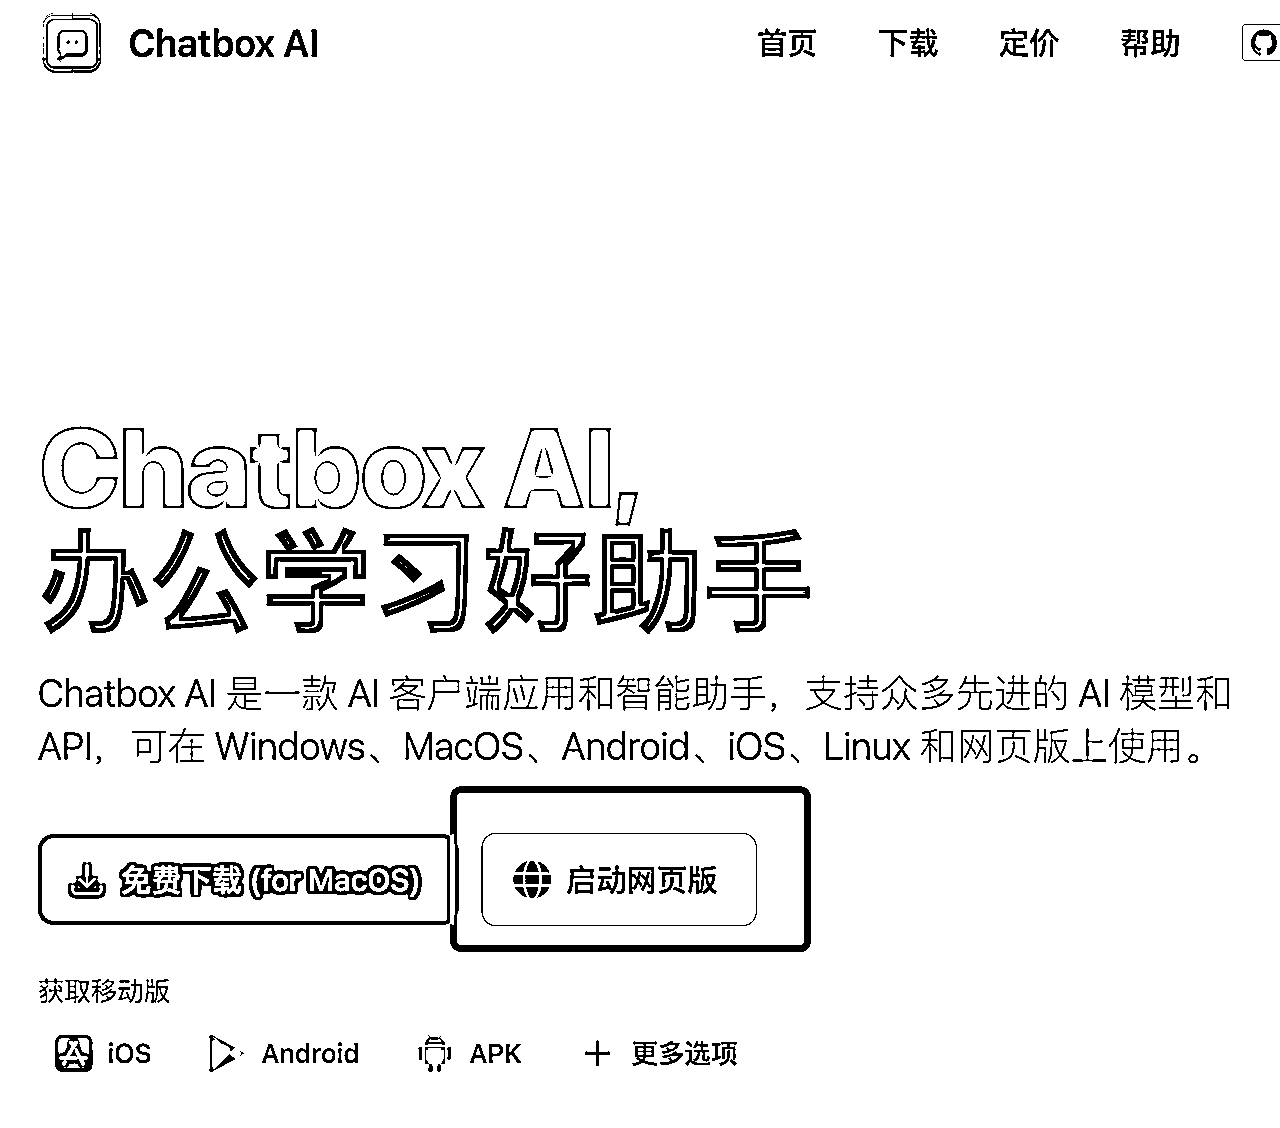 Chatbox AI 首页 下载 定价 帮助
Chatbox AI,
办公学习好助手
Chatbox AI 是一款 AI 客户端应用和智能助手，支持众多先进的 AI 模型和
API，可在 Windows、MacOS、Android、iOS、Linux 和网页版上使用。
免费下载 (for MacOS) 启动网页版
获取移动版
iOS Android APK 更多选项